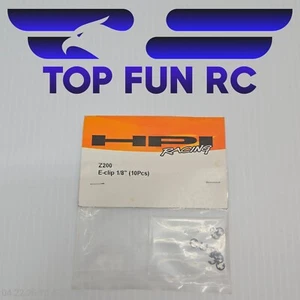 TOP FUN RC
HPI
RACING
Z200
E-clip 1/8" (10Pcs)